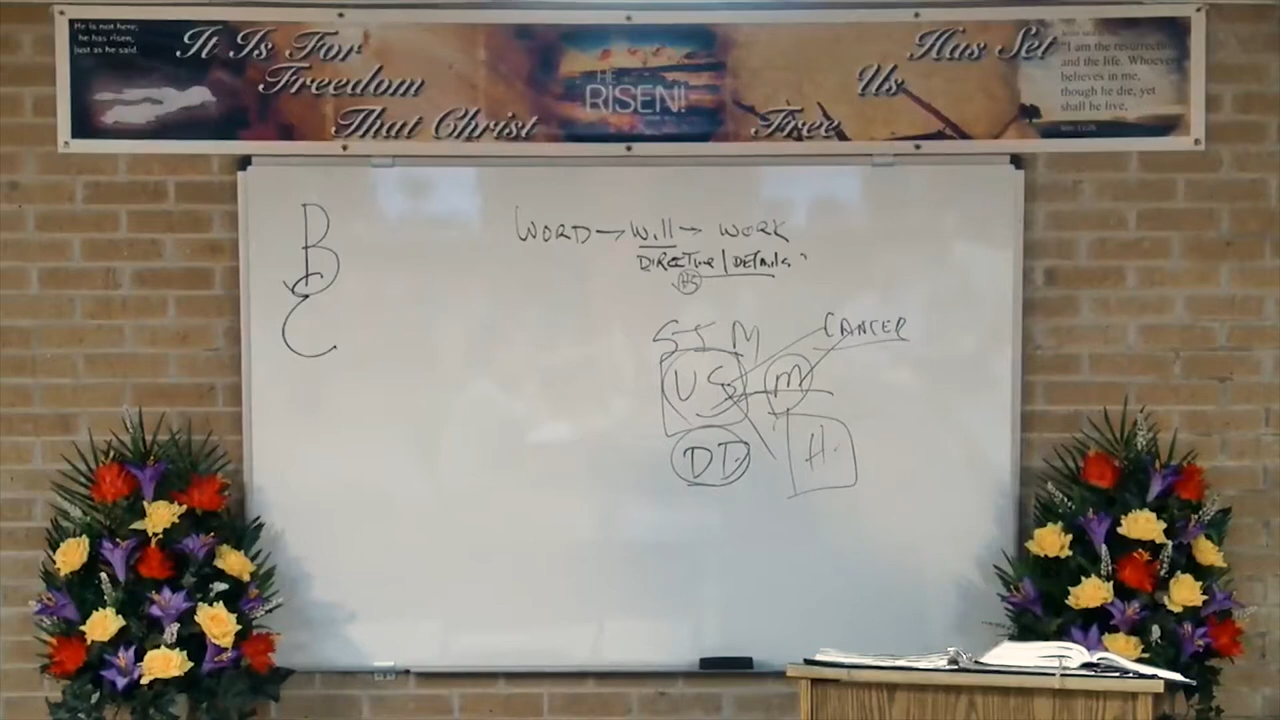 He is not here;
he has risen,
just as he said.
It Is For
Freedom
That Christ
HE
IS
RISEN!
Has Set
Us
Free
"I am the resurrection
and the life. Whoever
believes in me,
though he die, yet
shall he live,
B
C
WORD → Will → WORK
DIRECTIVE / DETAILS
HS
S J M
CANCER
US
M
DD
H